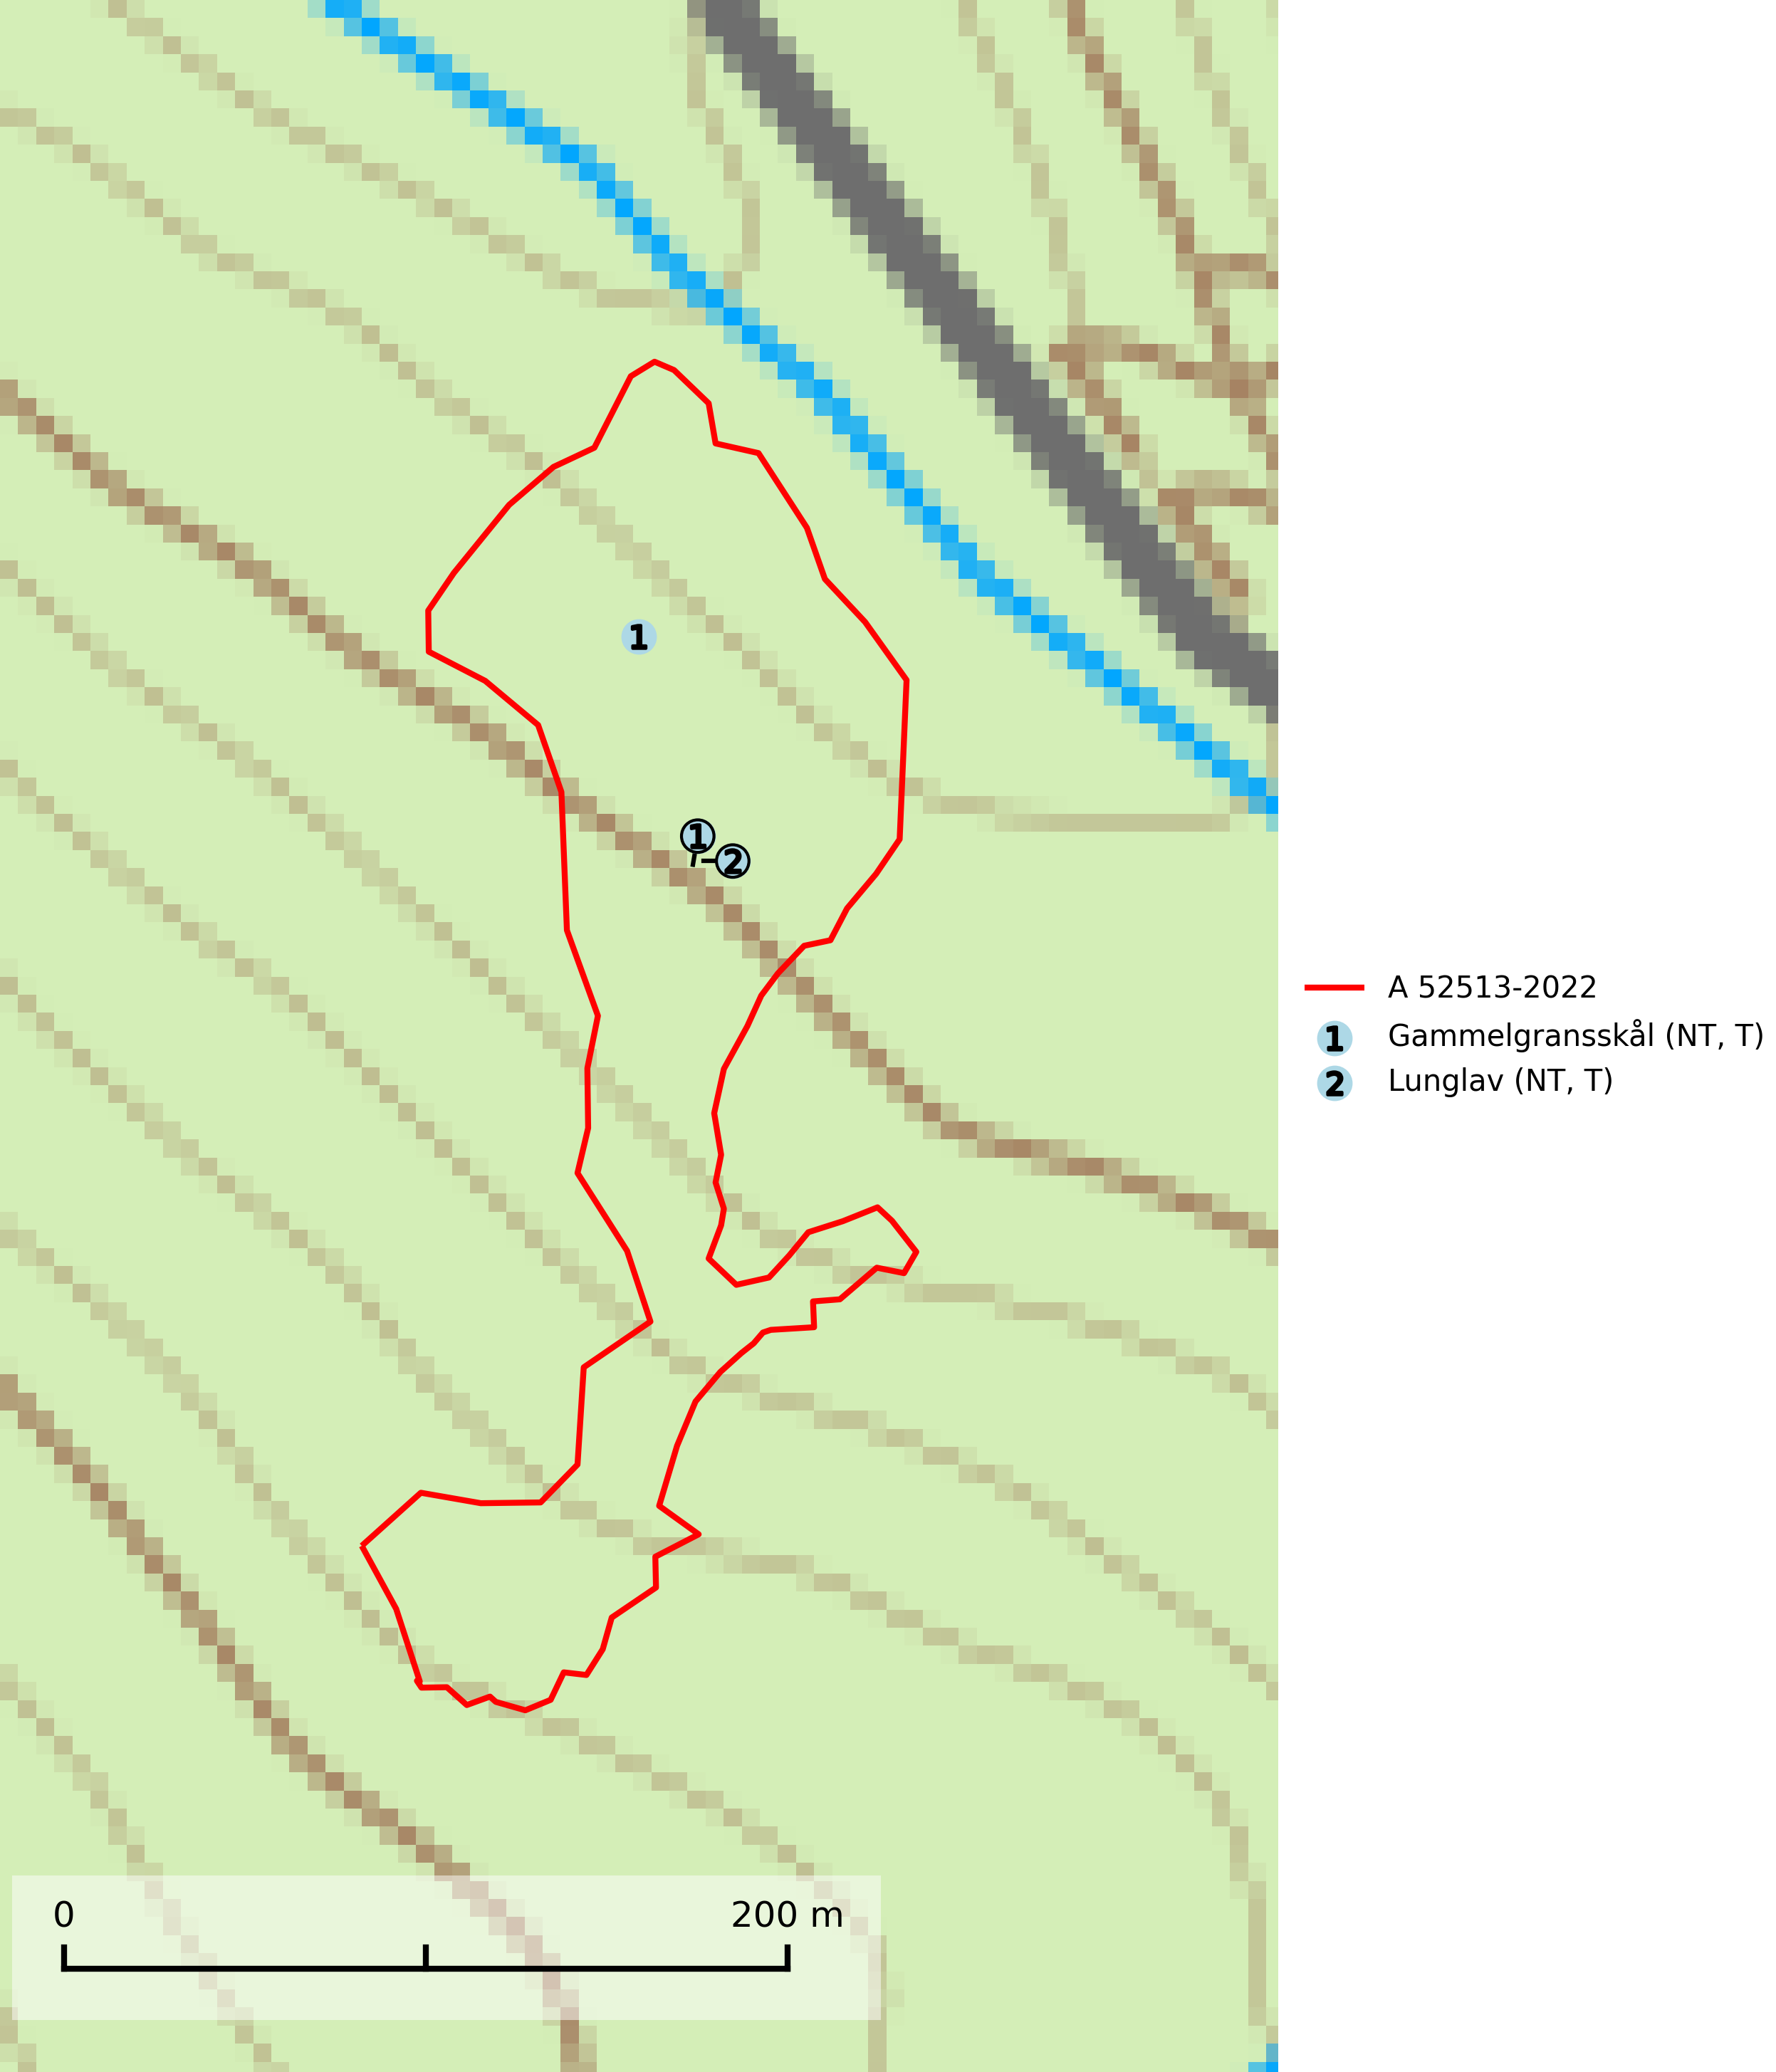 1
1
2
A 52513-2022
1 Gammelgransskål (NT, T)
2 Lunglav (NT, T)
0 200 m